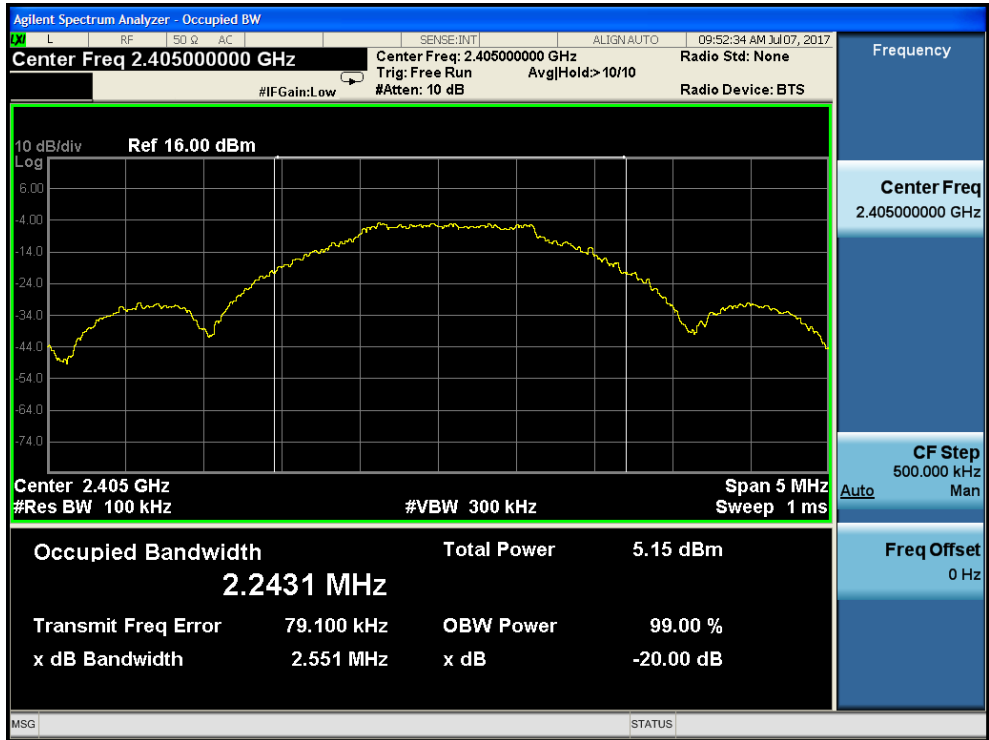 Agilent Spectrum Analyzer - Occupied BW
LXI L RF 50 Ω AC SENSE:INT ALIGN AUTO 09:52:34 AM Jul 07, 2017
Center Freq 2.405000000 GHz
#IFGain:Low
Center Freq: 2.405000000 GHz
Trig: Free Run Avg|Hold:>10/10
#Atten: 10 dB
Radio Std: None
Radio Device: BTS
10 dB/div Ref 16.00 dBm
Log
6.00
-4.00
-14.0
-24.0
-34.0
-44.0
-54.0
-64.0
-74.0
Center 2.405 GHz Span 5 MHz
#Res BW 100 kHz #VBW 300 kHz Sweep 1 ms
Occupied Bandwidth Total Power 5.15 dBm
2.2431 MHz
Transmit Freq Error 79.100 kHz OBW Power 99.00 %
x dB Bandwidth 2.551 MHz x dB -20.00 dB
Frequency
Center Freq
2.405000000 GHz
CF Step
500.000 kHz
Auto Man
Freq Offset
0 Hz
MSG STATUS